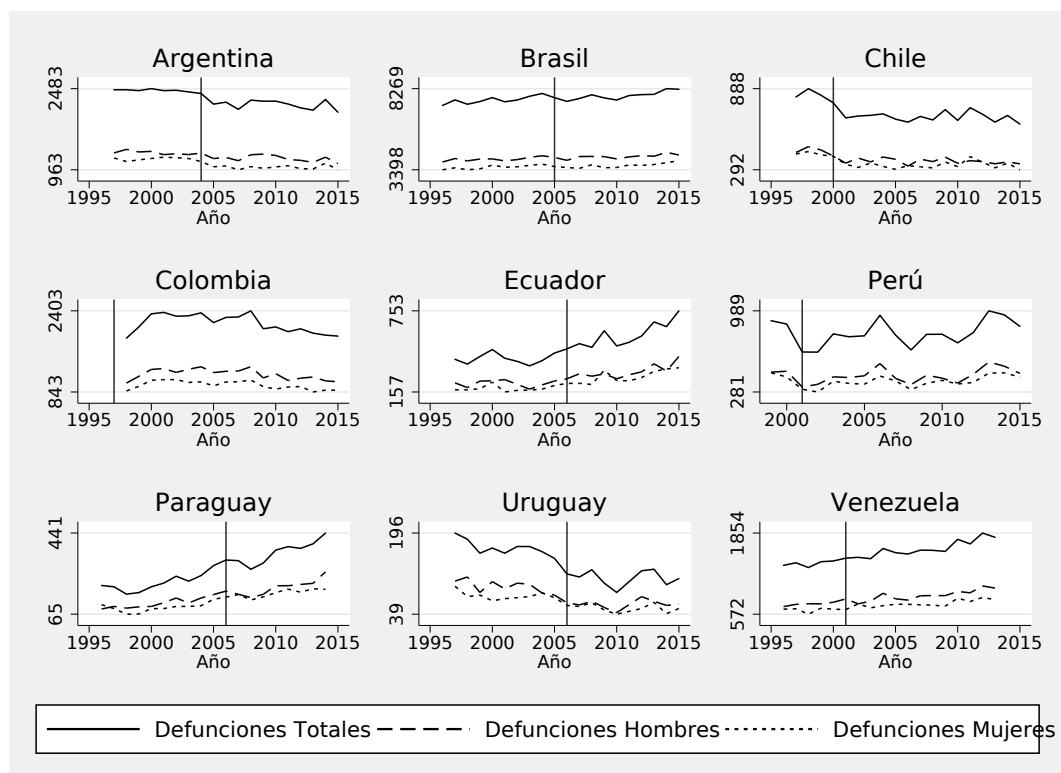 Argentina
2483
963
1995 2000 2005 2010 2015
Año
Brasil
8269
3398
1995 2000 2005 2010 2015
Año
Chile
888
292
1995 2000 2005 2010 2015
Año
Colombia
2403
843
1995 2000 2005 2010 2015
Año
Ecuador
753
157
1995 2000 2005 2010 2015
Año
Perú
989
281
2000 2005 2010 2015
Año
Paraguay
441
65
1995 2000 2005 2010 2015
Año
Uruguay
196
39
1995 2000 2005 2010 2015
Año
Venezuela
1854
572
1995 2000 2005 2010 2015
Año
Defunciones Totales Defunciones Hombres Defunciones Mujeres